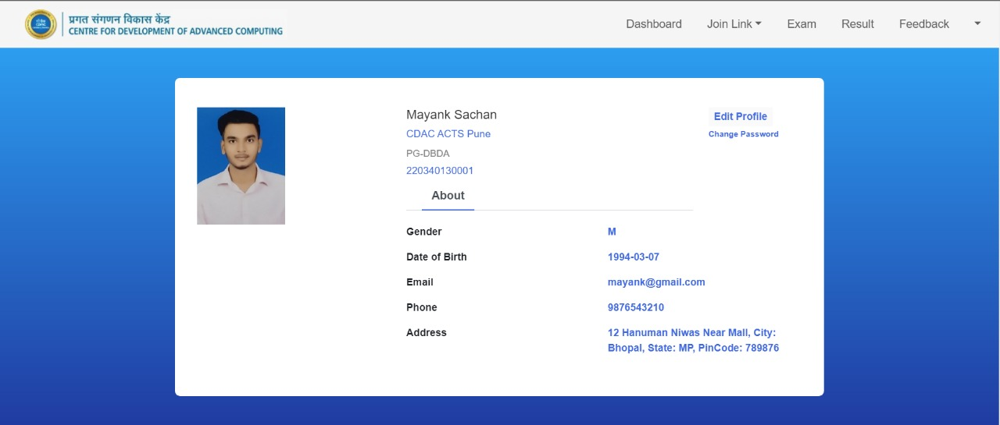 प्रगत संगणन विकास केंद्र
CENTRE FOR DEVELOPMENT OF ADVANCED COMPUTING
Dashboard Join Link Exam Result Feedback
Mayank Sachan
CDAC ACTS Pune
PG-DBDA
220340130001
Edit Profile
Change Password
About
Gender M
Date of Birth 1994-03-07
Email mayank@gmail.com
Phone 9876543210
Address 12 Hanuman Niwas Near Mall, City:
Bhopal, State: MP, PinCode: 789876